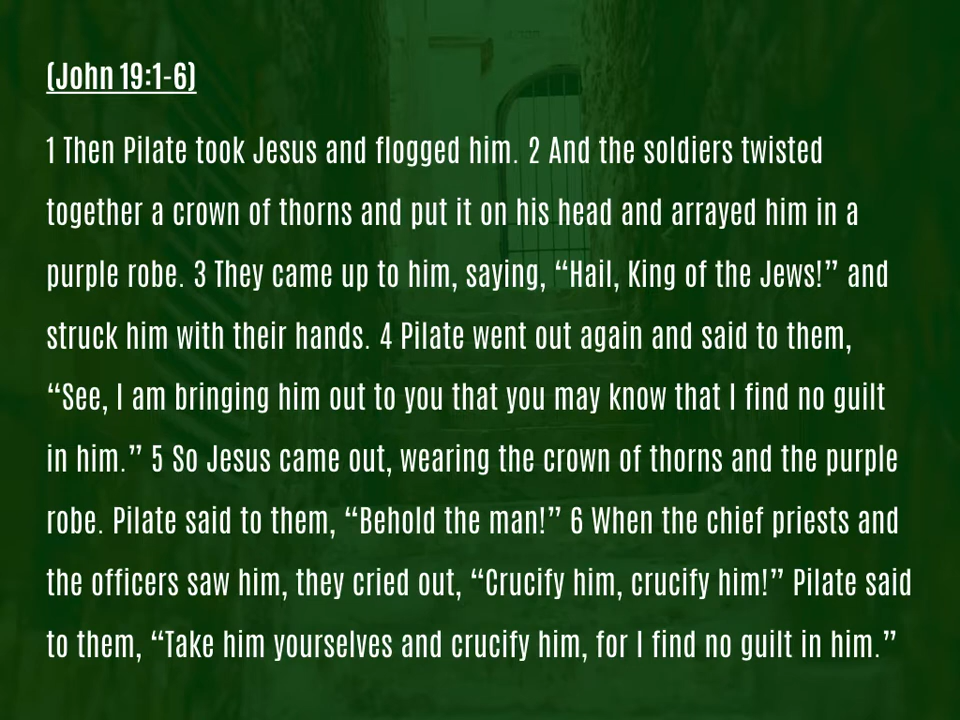 (John 19:1-6)
1 Then Pilate took Jesus and flogged him. 2 And the soldiers twisted
together a crown of thorns and put it on his head and arrayed him in a
purple robe. 3 They came up to him, saying, “Hail, King of the Jews!” and
struck him with their hands. 4 Pilate went out again and said to them,
“See, I am bringing him out to you that you may know that I find no guilt
in him.” 5 So Jesus came out, wearing the crown of thorns and the purple
robe. Pilate said to them, “Behold the man!” 6 When the chief priests and
the officers saw him, they cried out, “Crucify him, crucify him!” Pilate said
to them, “Take him yourselves and crucify him, for I find no guilt in him.”